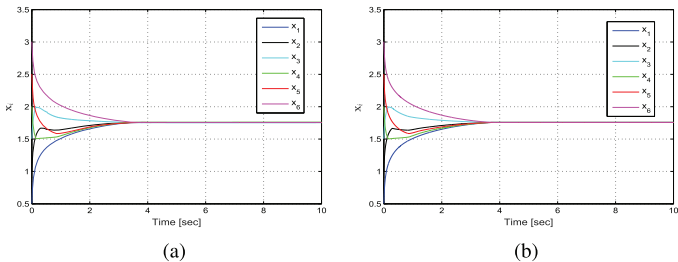 3.5
3
2.5
2
1.5
1
0.5
0 2 4 6 8 10
x_i
Time [sec]
x_1
x_2
x_3
x_4
x_5
x_6
(a)
3.5
3
2.5
2
1.5
1
0.5
0 2 4 6 8 10
x_i
Time [sec]
x_1
x_2
x_3
x_4
x_5
x_6
(b)